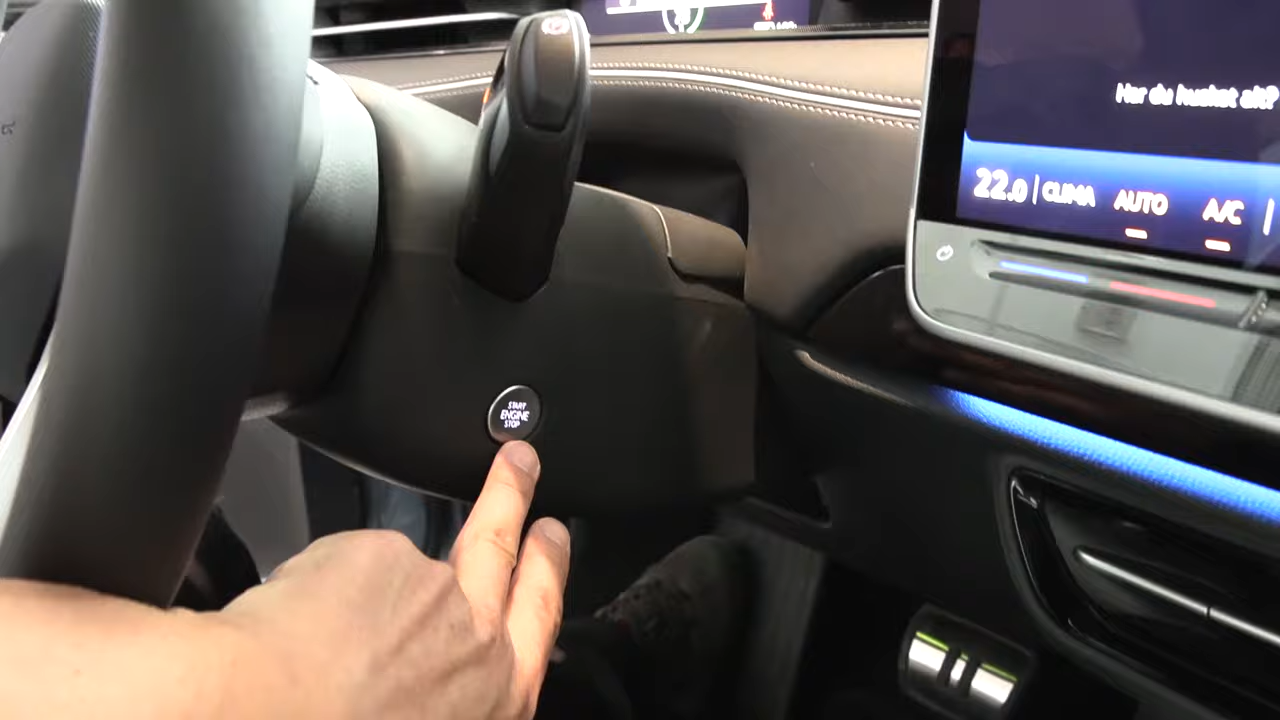 Har du husket alt?
22.0 CLIMA AUTO A/C
START
ENGINE
STOP